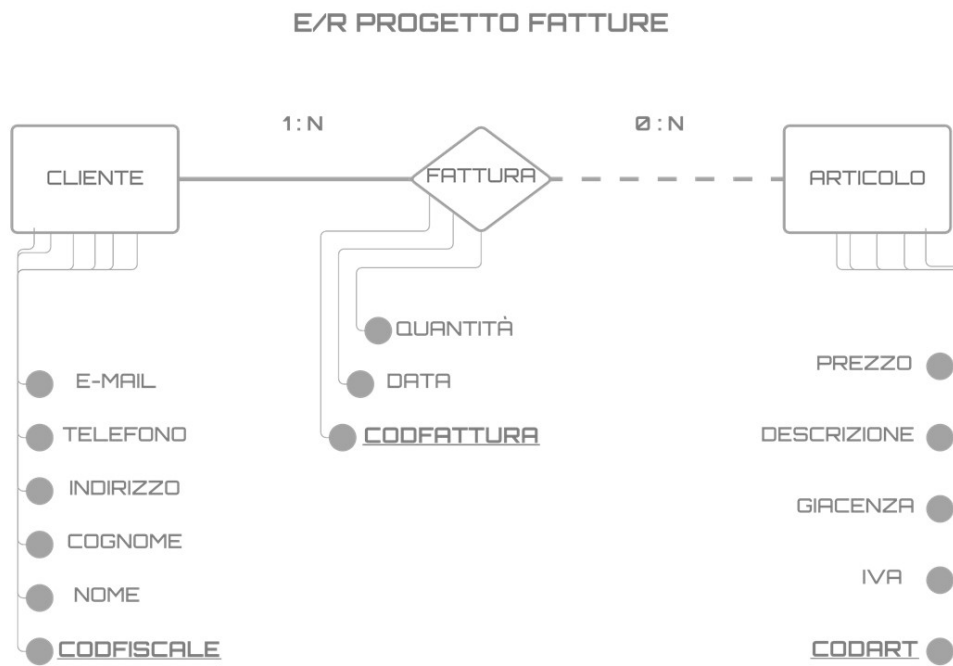 E/R PROGETTO FATTURE
1:N
0:N
CLIENTE
FATTURA
ARTICOLO
QUANTITÀ
DATA
CODFATTURA
E-MAIL
TELEFONO
INDIRIZZO
COGNOME
NOME
CODFISCALE
PREZZO
DESCRIZIONE
GIACENZA
IVA
CODART